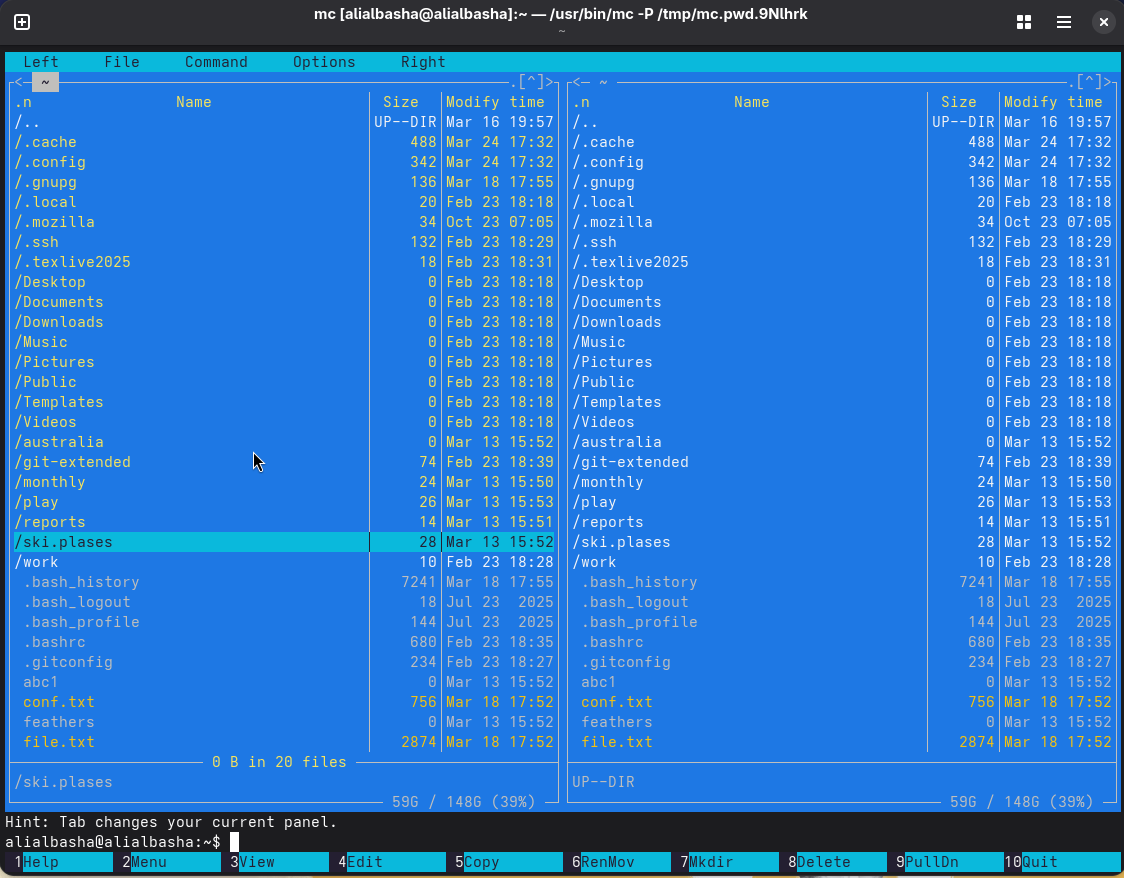 mc [alialbasha@alialbasha]:~ — /usr/bin/mc -P /tmp/mc.pwd.9Nlhrk
~
Left File Command Options Right
<— ~ .[^]>
.n Name Size Modify time
/.. UP--DIR Mar 16 19:57
/.cache 488 Mar 24 17:32
/.config 342 Mar 24 17:32
/.gnupg 136 Mar 18 17:55
/.local 20 Feb 23 18:18
/.mozilla 34 Oct 23 07:05
/.ssh 132 Feb 23 18:29
/.texlive2025 18 Feb 23 18:31
/Desktop 0 Feb 23 18:18
/Documents 0 Feb 23 18:18
/Downloads 0 Feb 23 18:18
/Music 0 Feb 23 18:18
/Pictures 0 Feb 23 18:18
/Public 0 Feb 23 18:18
/Templates 0 Feb 23 18:18
/Videos 0 Feb 23 18:18
/australia 0 Mar 13 15:52
/git-extended 74 Feb 23 18:39
/monthly 24 Mar 13 15:50
/play 26 Mar 13 15:53
/reports 14 Mar 13 15:51
/ski.plases 28 Mar 13 15:52
/work 10 Feb 23 18:28
.bash_history 7241 Mar 18 17:55
.bash_logout 18 Jul 23 2025
.bash_profile 144 Jul 23 2025
.bashrc 680 Feb 23 18:35
.gitconfig 234 Feb 23 18:27
abc1 0 Mar 13 15:52
conf.txt 756 Mar 18 17:52
feathers 0 Mar 13 15:52
file.txt 2874 Mar 18 17:52
0 B in 20 files
/ski.plases
59G / 148G (39%)
<— ~ .[^]>
.n Name Size Modify time
/.. UP--DIR Mar 16 19:57
/.cache 488 Mar 24 17:32
/.config 342 Mar 24 17:32
/.gnupg 136 Mar 18 17:55
/.local 20 Feb 23 18:18
/.mozilla 34 Oct 23 07:05
/.ssh 132 Feb 23 18:29
/.texlive2025 18 Feb 23 18:31
/Desktop 0 Feb 23 18:18
/Documents 0 Feb 23 18:18
/Downloads 0 Feb 23 18:18
/Music 0 Feb 23 18:18
/Pictures 0 Feb 23 18:18
/Public 0 Feb 23 18:18
/Templates 0 Feb 23 18:18
/Videos 0 Feb 23 18:18
/australia 0 Mar 13 15:52
/git-extended 74 Feb 23 18:39
/monthly 24 Mar 13 15:50
/play 26 Mar 13 15:53
/reports 14 Mar 13 15:51
/ski.plases 28 Mar 13 15:52
/work 10 Feb 23 18:28
.bash_history 7241 Mar 18 17:55
.bash_logout 18 Jul 23 2025
.bash_profile 144 Jul 23 2025
.bashrc 680 Feb 23 18:35
.gitconfig 234 Feb 23 18:27
abc1 0 Mar 13 15:52
conf.txt 756 Mar 18 17:52
feathers 0 Mar 13 15:52
file.txt 2874 Mar 18 17:52
UP--DIR
59G / 148G (39%)
Hint: Tab changes your current panel.
alialbasha@alialbasha:~$
1Help 2Menu 3View 4Edit 5Copy 6RenMov 7Mkdir 8Delete 9PullDn 10Quit